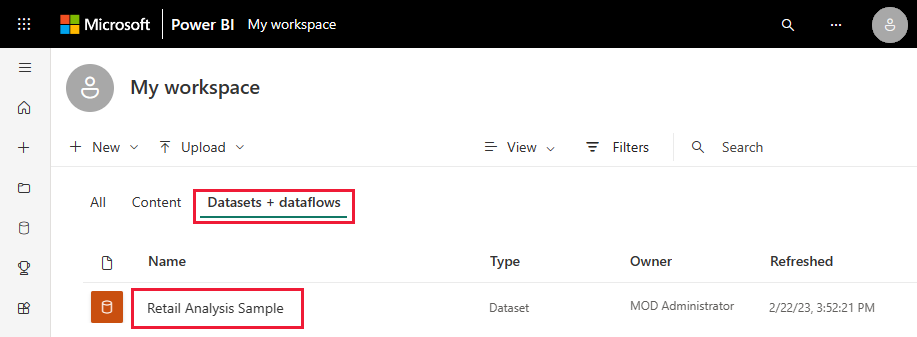 Microsoft Power BI My workspace
My workspace
New Upload View Filters Search
All Content Datasets + dataflows
Name Type Owner Refreshed
Retail Analysis Sample Dataset MOD Administrator 2/22/23, 3:52:21 PM